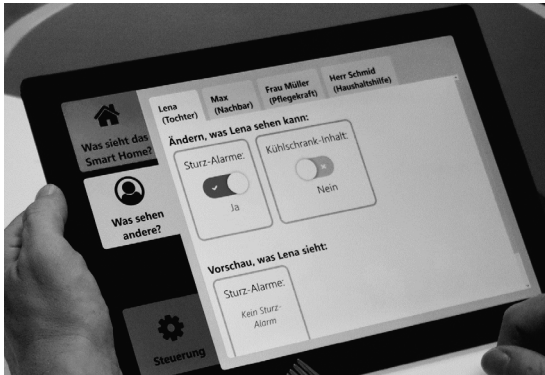 Was sieht das
Smart Home?
Was sehen
andere?
Steuerung
Lena
(Tochter)
Max
(Nachbar)
Frau Müller
(Pflegekraft)
Herr Schmid
(Haushaltshilfe)
Ändern, was Lena sehen kann:
Sturz-Alarme:
Ja
Kühlschrank-Inhalt:
Nein
Vorschau, was Lena sieht:
Sturz-Alarme:
Kein Sturz-
Alarm